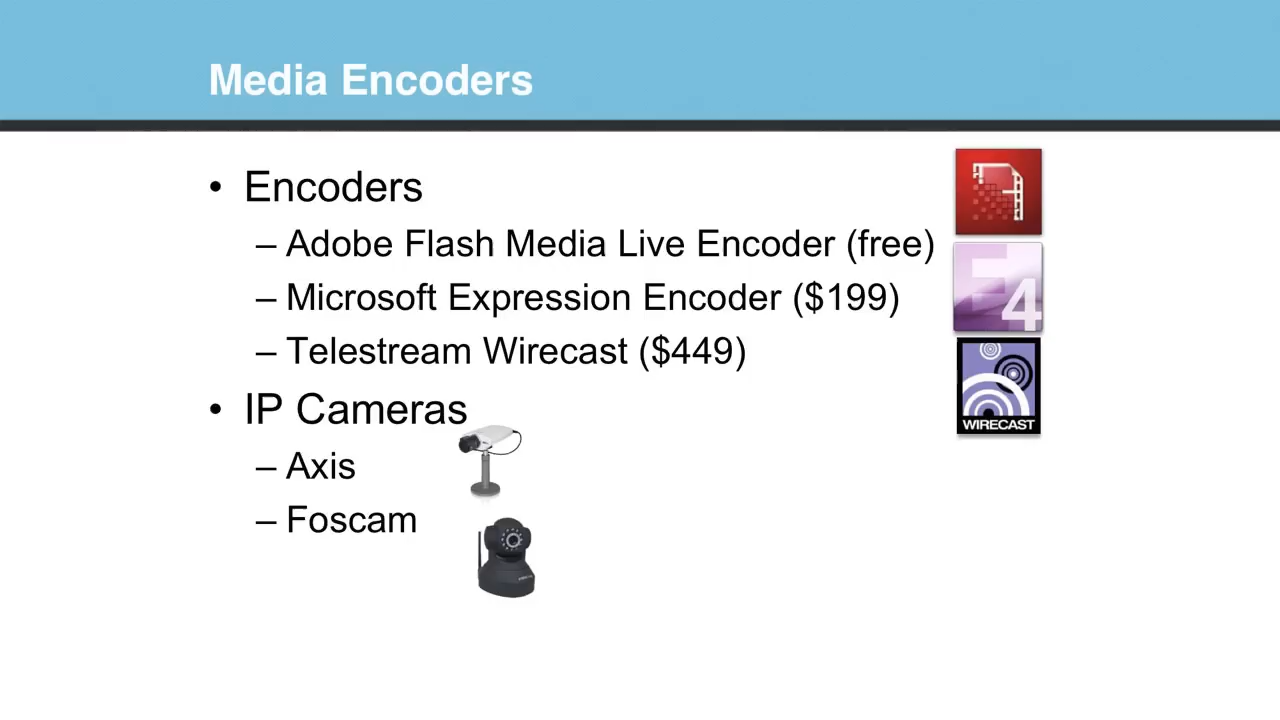 Media Encoders
• Encoders
– Adobe Flash Media Live Encoder (free)
– Microsoft Expression Encoder ($199)
– Telestream Wirecast ($449)
• IP Cameras
– Axis
– Foscam
E
4
WIRECAST